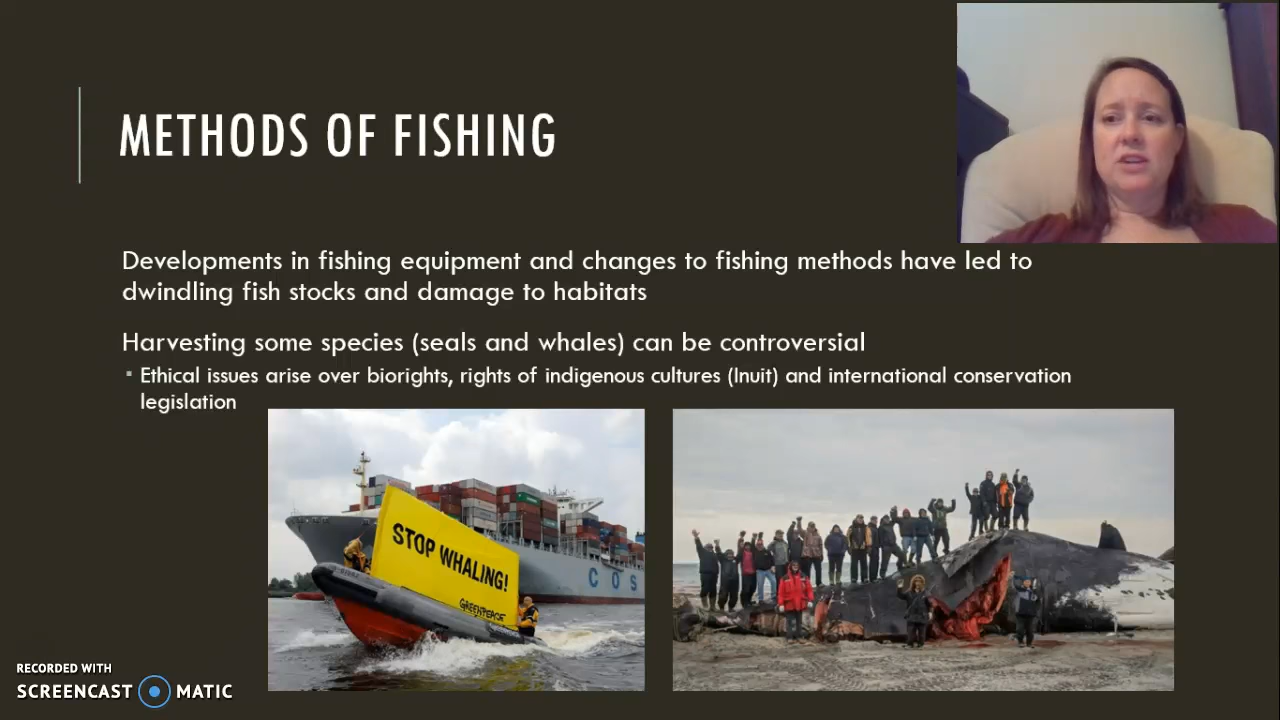 METHODS OF FISHING
Developments in fishing equipment and changes to fishing methods have led to
dwindling fish stocks and damage to habitats
Harvesting some species (seals and whales) can be controversial
Ethical issues arise over biorights, rights of indigenous cultures (Inuit) and international conservation
legislation
STOP WHALING!
GREENPEACE
C O S
RECORDED WITH
SCREENCAST MATIC